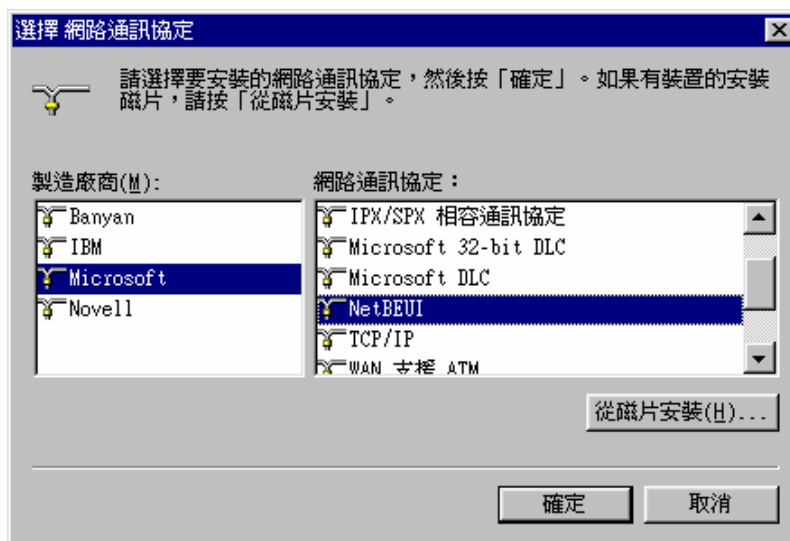 選擇 網路通訊協定
請選擇要安裝的網路通訊協定，然後按「確定」。如果有裝置的安裝
磁片，請按「從磁片安裝」。
製造廠商(M):
網路通訊協定：
Banyan
IBM
Microsoft
Novell
IPX/SPX 相容通訊協定
Microsoft 32-bit DLC
Microsoft DLC
NetBEUI
TCP/IP
WAN 支援 ATM
從磁片安裝(H)...
確定
取消